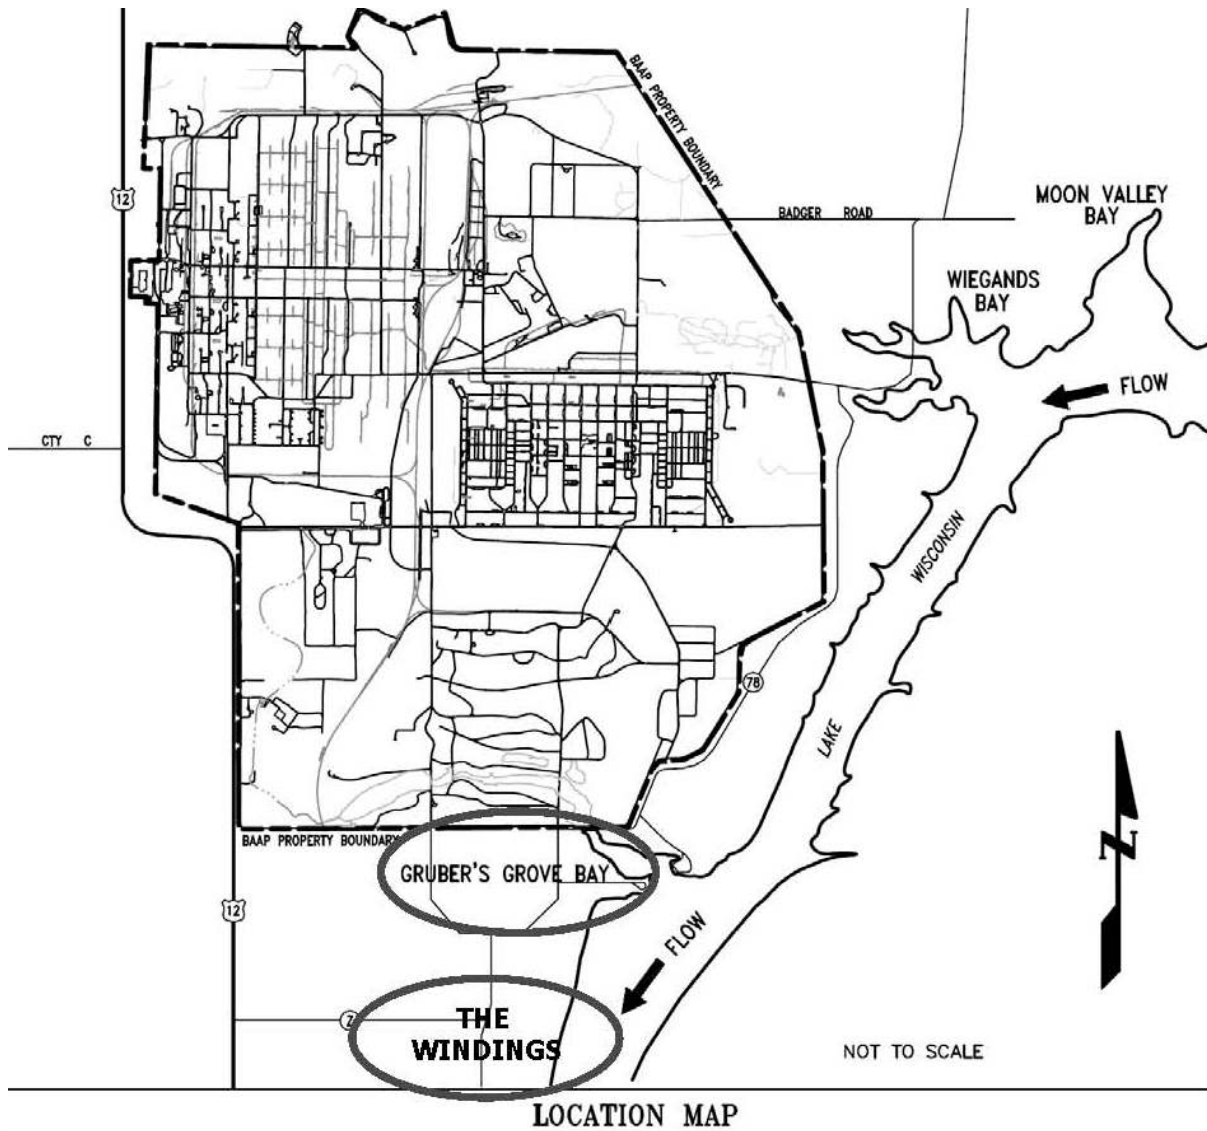 BAAP PROPERTY BOUNDARY
12
BADGER ROAD
MOON VALLEY
BAY
WIEGANDS
BAY
FLOW
CTY C
WISCONSIN
LAKE
78
BAAP PROPERTY BOUNDARY
GRUBER'S GROVE BAY
12
FLOW
Z
THE
WINDINGS
NOT TO SCALE
N
LOCATION MAP